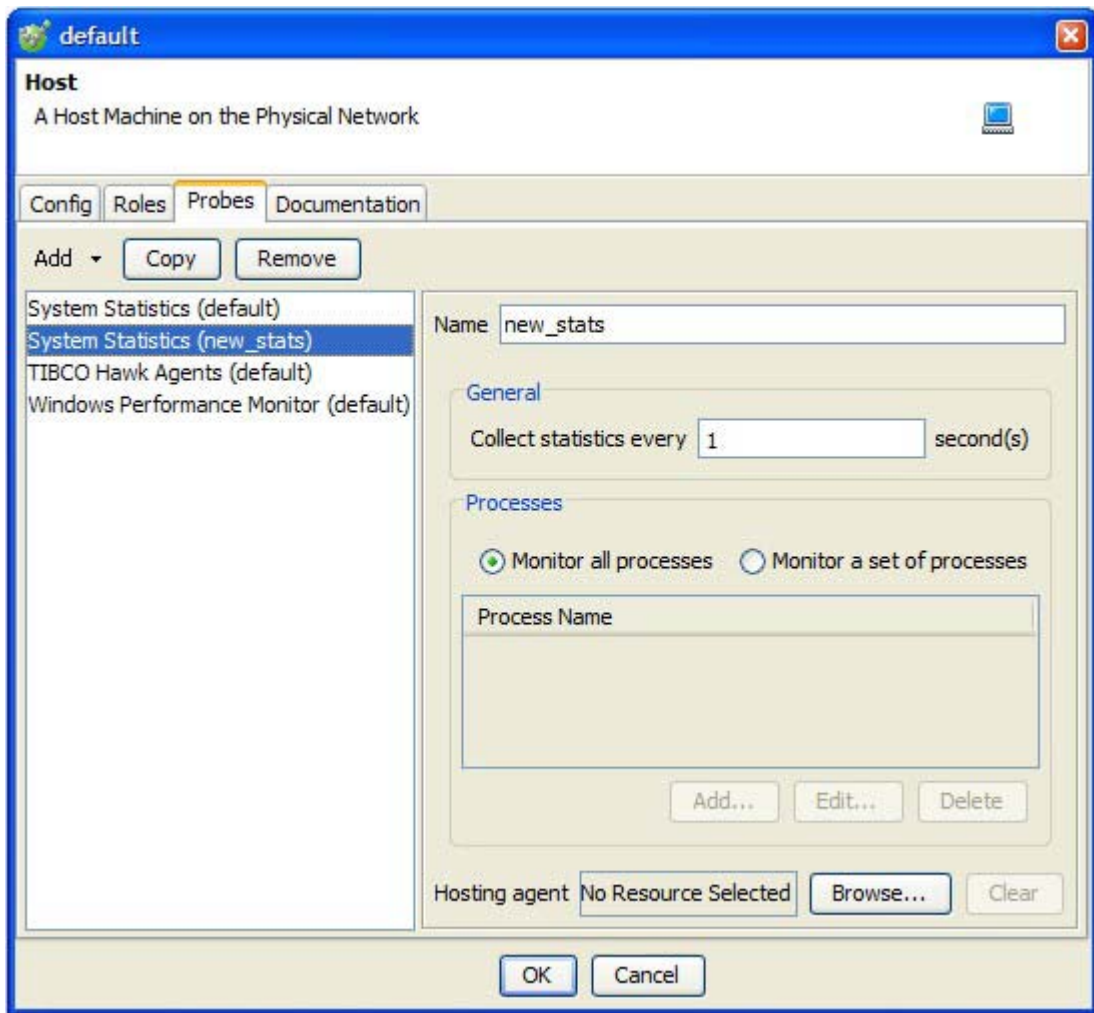 default
Host
A Host Machine on the Physical Network
Config Roles Probes Documentation
Add Copy Remove
System Statistics (default)
System Statistics (new_stats)
TIBCO Hawk Agents (default)
Windows Performance Monitor (default)
Name new_stats
General
Collect statistics every 1 second(s)
Processes
Monitor all processes Monitor a set of processes
Process Name
Add... Edit... Delete
Hosting agent No Resource Selected Browse... Clear
OK Cancel